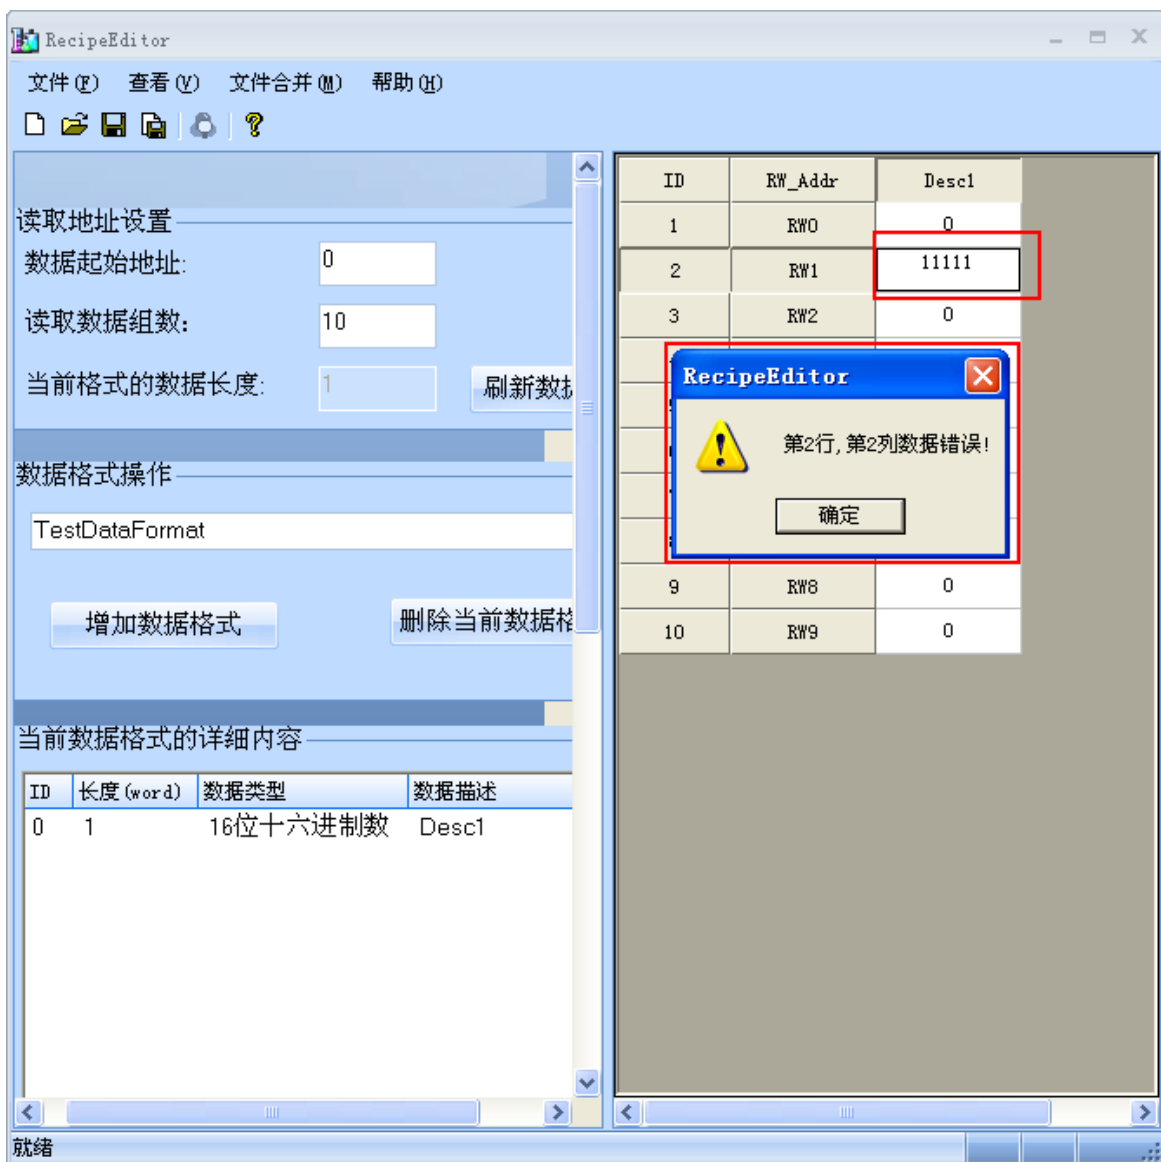 RecipeEditor
文件(F) 查看(V) 文件合并(M) 帮助(H)
读取地址设置
数据起始地址: 0
读取数据组数: 10
当前格式的数据长度: 1
刷新数据
数据格式操作
TestDataFormat
增加数据格式
删除当前数据格
当前数据格式的详细内容
ID 长度(word) 数据类型 数据描述
0 1 16位十六进制数 Desc1
就绪
ID RW_Addr Desc1
1 RW0 0
2 RW1 11111
3 RW2 0
RecipeEditor
第2行,第2列数据错误!
确定
9 RW8 0
10 RW9 0